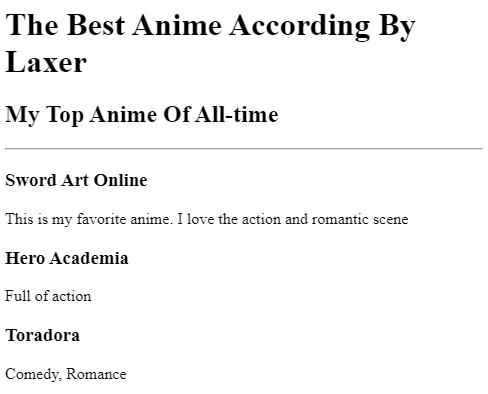 The Best Anime According By
Laxer
My Top Anime Of All-time
Sword Art Online
This is my favorite anime. I love the action and romantic scene
Hero Academia
Full of action
Toradora
Comedy, Romance